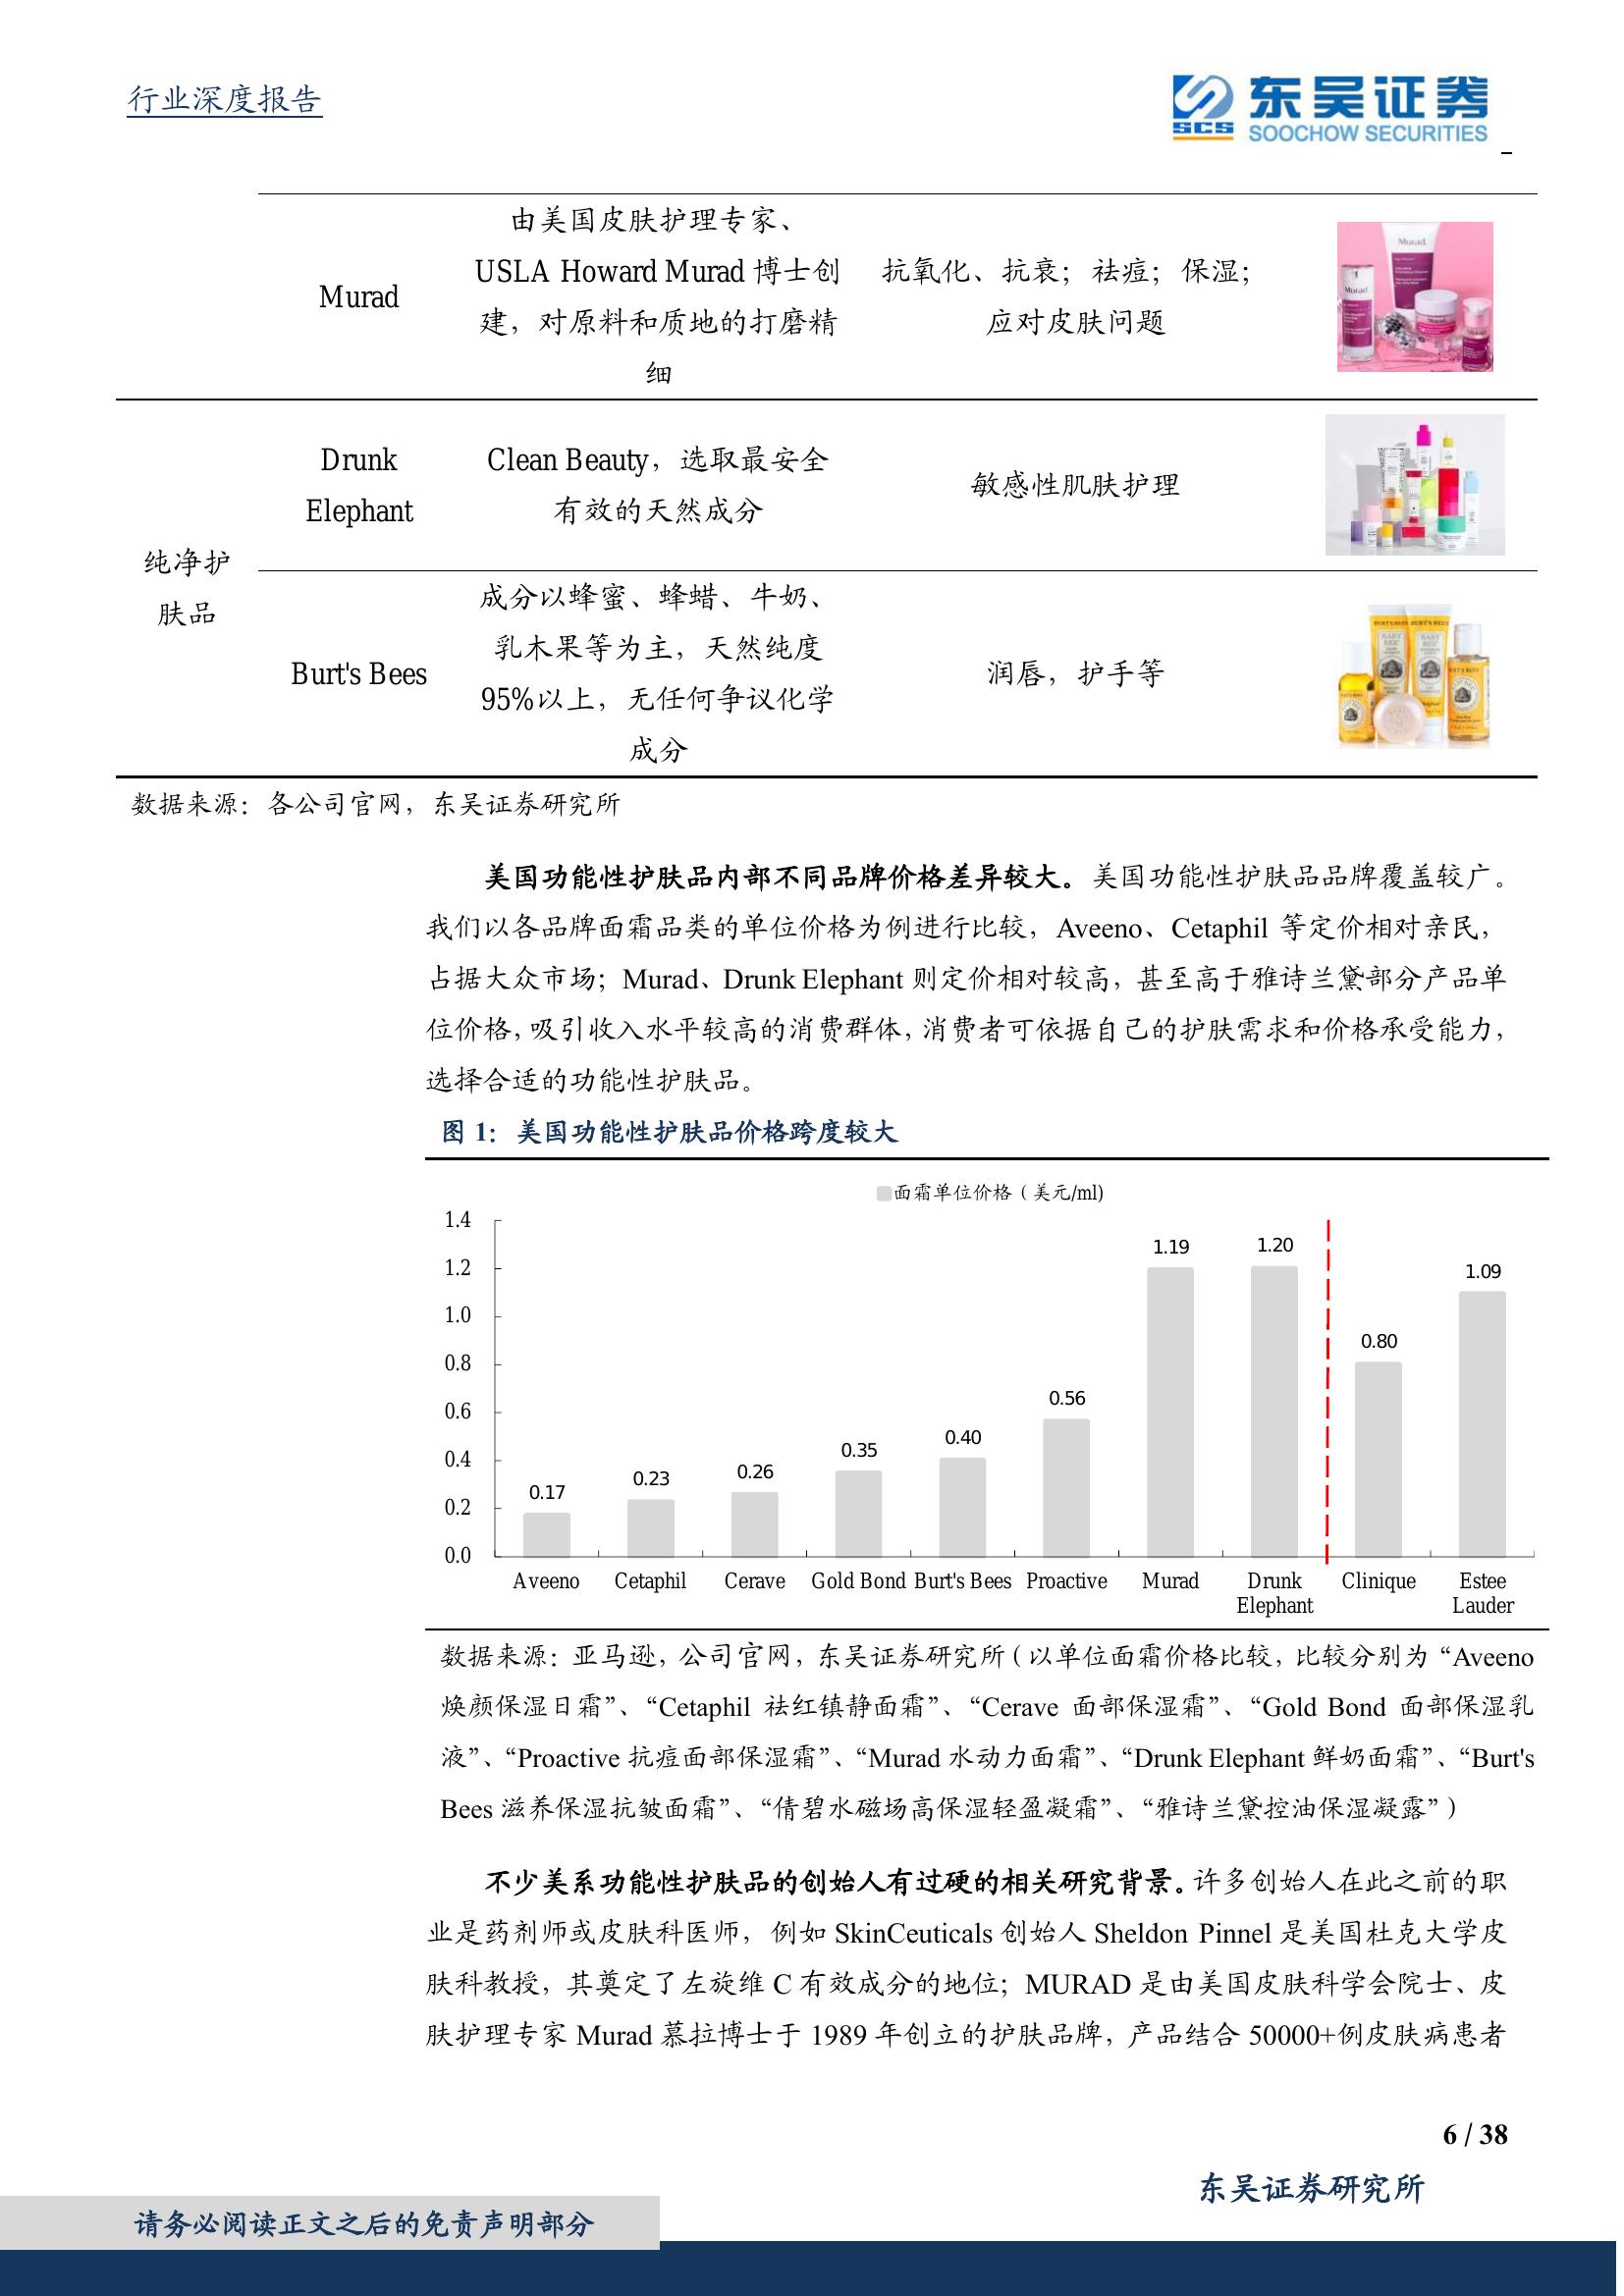 行业深度报告
SCS 东吴证券
SOOCHOW SECURITIES
由美国皮肤护理专家、
USLA Howard Murad 博士创
建，对原料和质地的打磨精
细
Murad
抗氧化、抗衰；祛痘；保湿；
应对皮肤问题
纯净护
肤品
Drunk
Elephant
Clean Beauty，选取最安全
有效的天然成分
敏感性肌肤护理
Burt's Bees
成分以蜂蜜、蜂蜡、牛奶、
乳木果等为主，天然纯度
95%以上，无任何争议化学
成分
润唇，护手等
数据来源：各公司官网，东吴证券研究所
美国功能性护肤品内部不同品牌价格差异较大。美国功能性护肤品品牌覆盖较广。
我们以各品牌面霜品类的单位价格为例进行比较，Aveeno、Cetaphil 等定价相对亲民，
占据大众市场；Murad、Drunk Elephant 则定价相对较高，甚至高于雅诗兰黛部分产品单
位价格，吸引收入水平较高的消费群体，消费者可依据自己的护肤需求和价格承受能力，
选择合适的功能性护肤品。
图 1：美国功能性护肤品价格跨度较大
面霜单位价格（美元/ml)
1.4
1.2
1.0
0.8
0.6
0.4
0.2
0.0
0.17
0.23
0.26
0.35
0.40
0.56
1.19
1.20
0.80
1.09
Aveeno Cetaphil Cerave Gold Bond Burt's Bees Proactive Murad Drunk Clinique Estee
Elephant Lauder
数据来源：亚马逊，公司官网，东吴证券研究所（以单位面霜价格比较，比较分别为“Aveeno
焕颜保湿日霜”、“Cetaphil 祛红镇静面霜”、“Cerave 面部保湿霜”、“Gold Bond 面部保湿乳
液”、“Proactive 抗痘面部保湿霜”、“Murad 水动力面霜”、“Drunk Elephant 鲜奶面霜”、“Burt's
Bees 滋养保湿抗皱面霜”、“倩碧水磁场高保湿轻盈凝霜”、“雅诗兰黛控油保湿凝露”）
不少美系功能性护肤品的创始人有过硬的相关研究背景。许多创始人在此之前的职
业是药剂师或皮肤科医师，例如 SkinCeuticals 创始人 Sheldon Pinnel 是美国杜克大学皮
肤科教授，其奠定了左旋维 C 有效成分的地位；MURAD 是由美国皮肤科学会院士、皮
肤护理专家 Murad 慕拉博士于 1989 年创立的护肤品牌，产品结合 50000+例皮肤病患者
6 / 38
东吴证券研究所
请务必阅读正文之后的免责声明部分